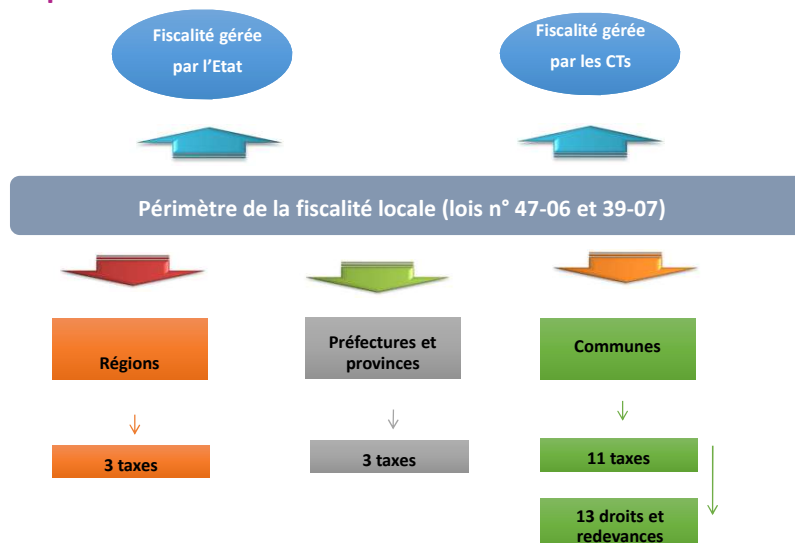 Fiscalité gérée
par l'Etat
Fiscalité gérée
par les CTs
Périmètre de la fiscalité locale (lois n° 47-06 et 39-07)
Régions
Préfectures et
provinces
Communes
3 taxes
3 taxes
11 taxes
13 droits et
redevances